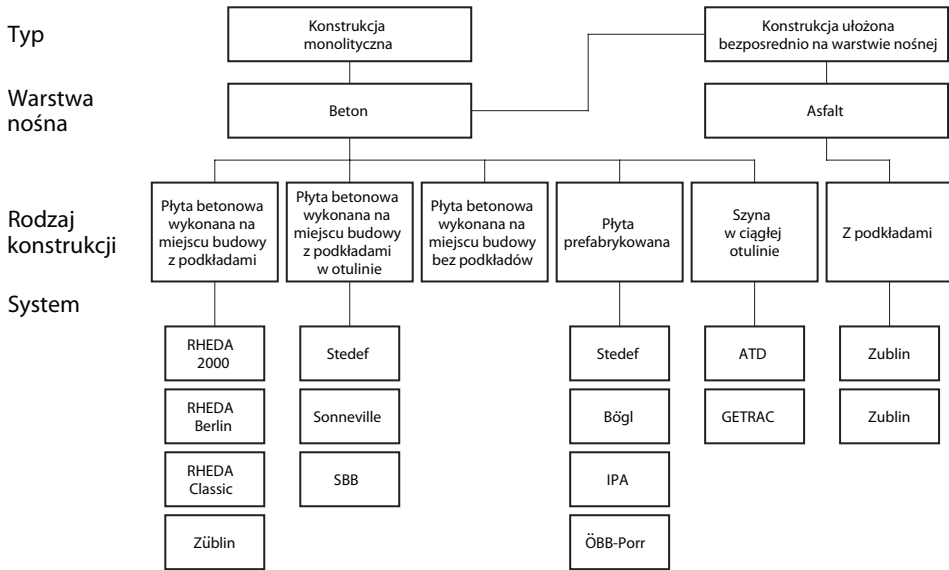 Typ
Konstrukcja
monolityczna
Konstrukcja ułożona
bezposrednio na warstwie nośnej
Warstwa
nośna
Beton
Asfalt
Rodzaj
konstrukcji
Płyta betonowa
wykonana na
miejscu budowy
z podkładami
Płyta betonowa
wykonana na
miejscu budowy
z podkładami
w otulinie
Płyta betonowa
wykonana na
miejscu budowy
bez podkładów
Płyta
prefabrykowana
Szyna
w ciągłej
otulinie
Z podkładami
System
RHEDA
2000
Stedef
Stedef
ATD
Zublin
RHEDA
Berlin
Sonneville
Bögl
GETRAC
Zublin
RHEDA
Classic
SBB
IPA
Züblin
ÖBB-Porr